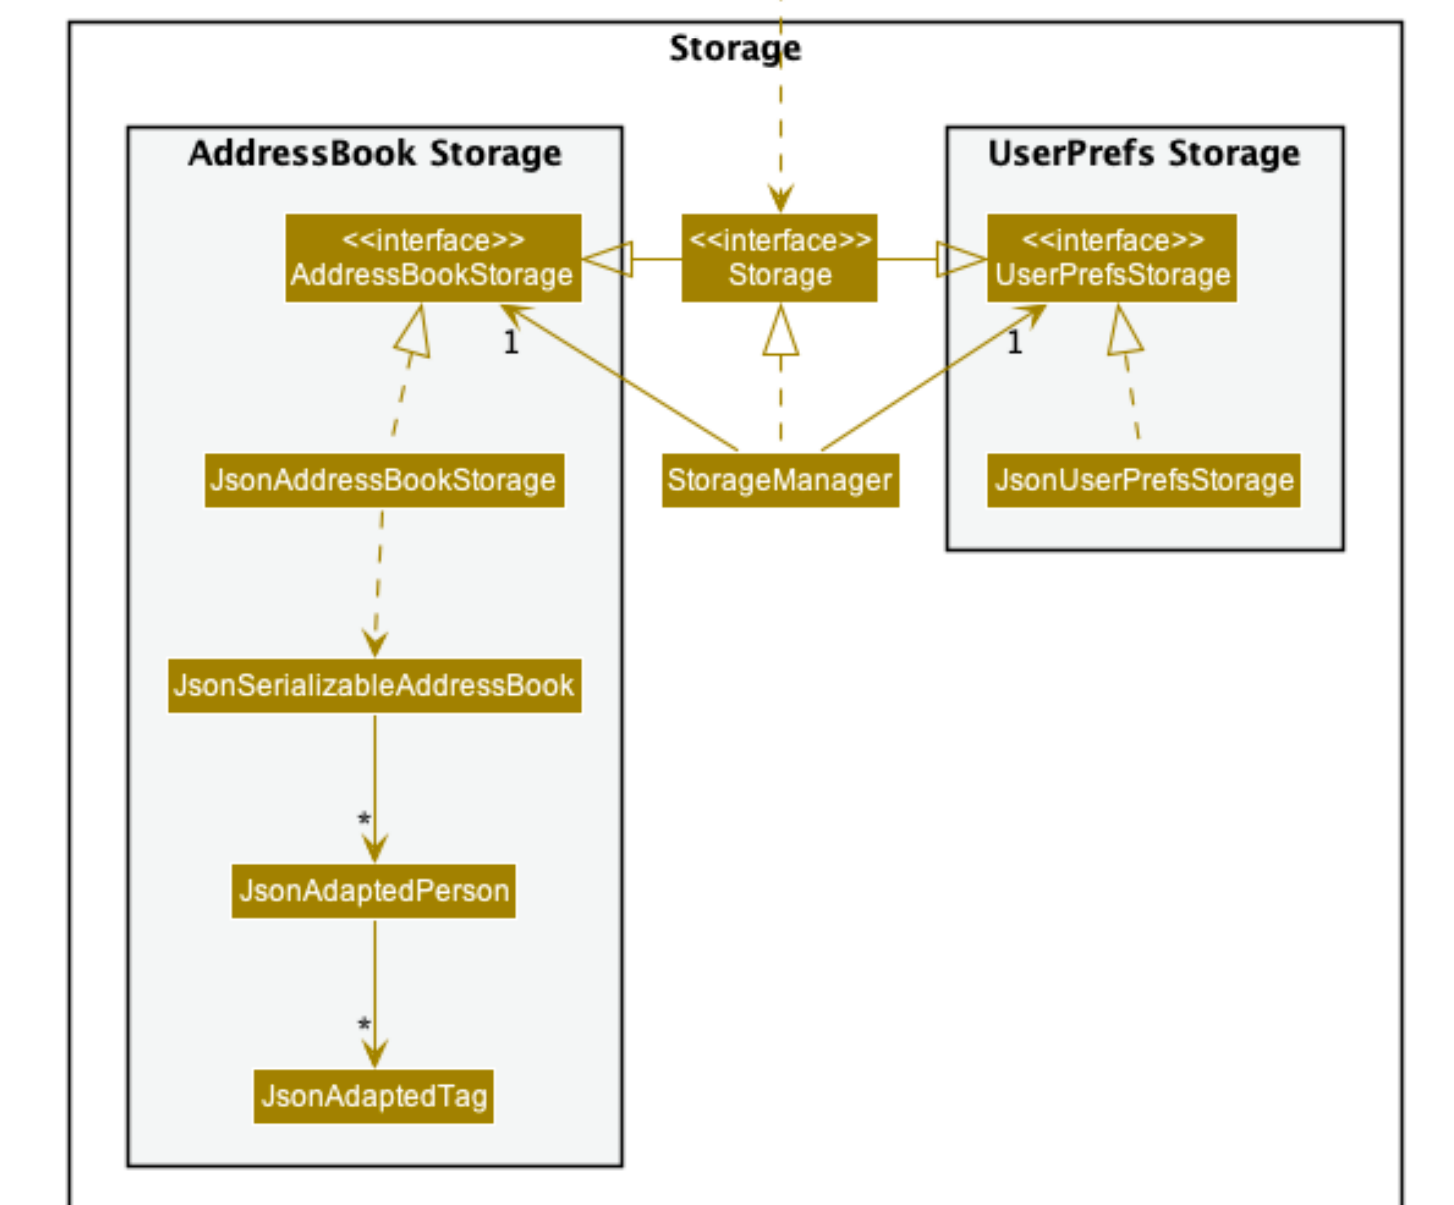 Storage
AddressBook Storage
UserPrefs Storage
<<interface>>
AddressBookStorage
<<interface>>
Storage
<<interface>>
UserPrefsStorage
1
1
JsonAddressBookStorage
StorageManager
JsonUserPrefsStorage
JsonSerializableAddressBook
*
JsonAdaptedPerson
*
JsonAdaptedTag